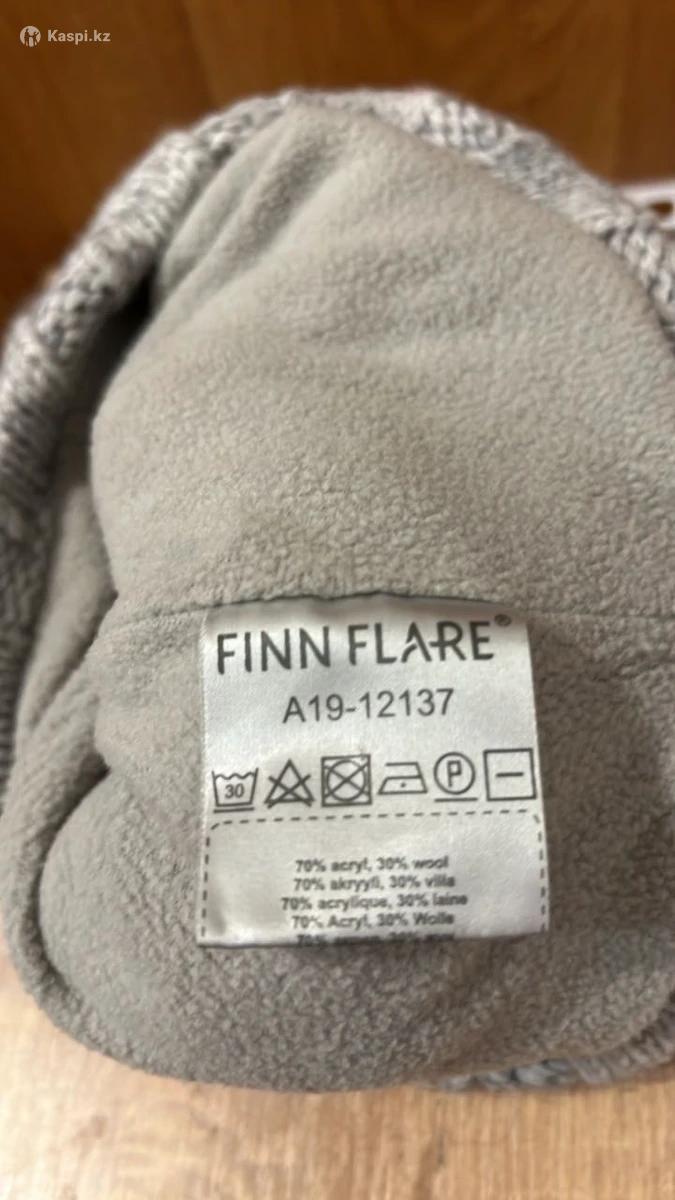 Kaspi.kz
FINN FLARE®
A19-12137
30
P
70% acryl, 30% wool
70% akryyli, 30% villa
70% acrylique, 30% laine
70% Acryl, 30% Wolle